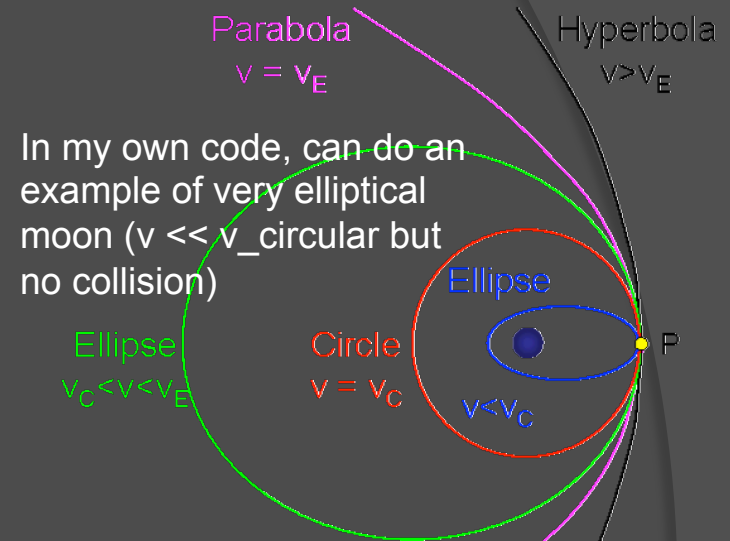 Parabola
v = vE
Hyperbola
v>vE
In my own code, can do an
example of very elliptical
moon (v << v_circular but
no collision)
Ellipse
Ellipse
vC<v<vE
Circle
v = vC
v<vC
P